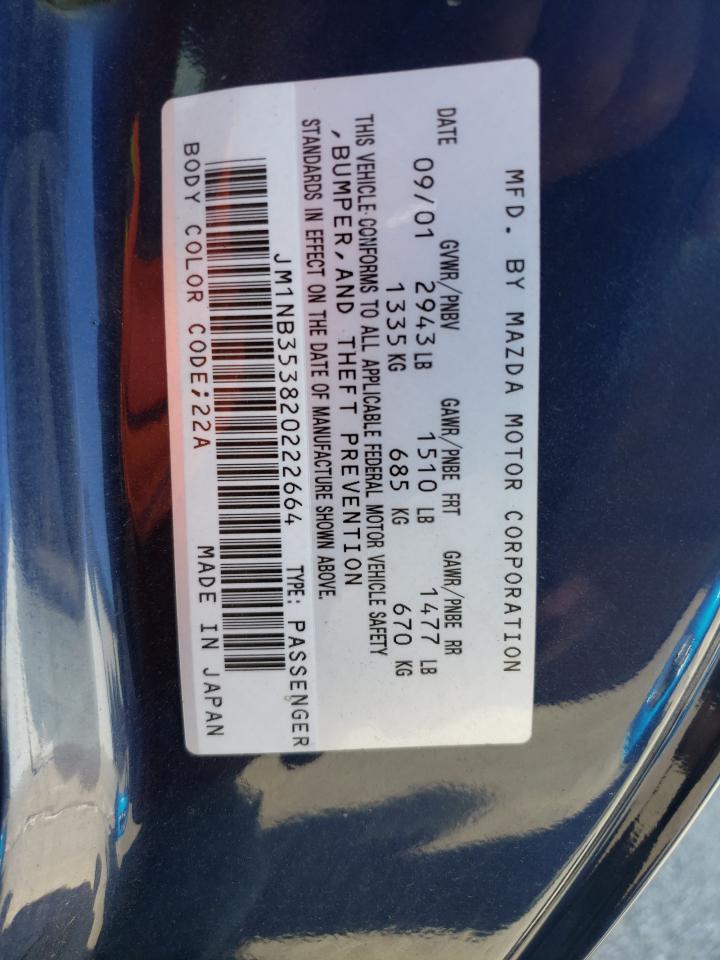 MFD. BY MAZDA MOTOR CORPORATION
DATE GVWR/PNBV GAWR/PNBE FRT GAWR/PNBE RR
09/01 2943 LB 1510 LB 1477 LB
1335 KG 685 KG 670 KG
THIS VEHICLE CONFORMS TO ALL APPLICABLE FEDERAL MOTOR VEHICLE SAFETY
, BUMPER, AND THEFT PREVENTION
STANDARDS IN EFFECT ON THE DATE OF MANUFACTURE SHOWN ABOVE.
JM1NB353820222664 TYPE: PASSENGER
BODY COLOR CODE;22A MADE IN JAPAN